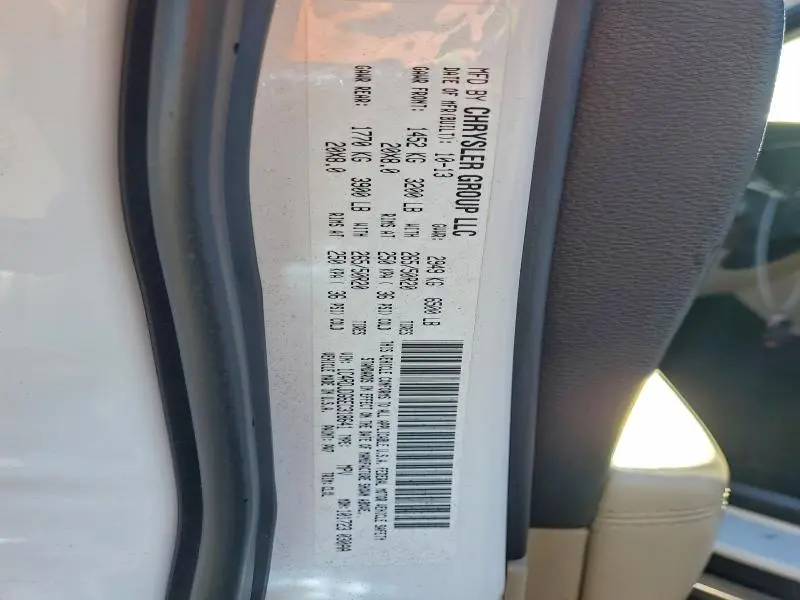 MFD BY CHRYSLER GROUP LLC
DATE OF MFR(BUILT): 10-13 GVWR: 2949 KG 6500 LB
GAWR FRONT: 1452 KG 3200 LB WITH 285/50R20 TIRES
20X8.0 RIMS AT 250 KPA/ 36 PSI/ COLD
GAWR REAR: 1770 KG 3900 LB WITH 265/50R20 TIRES
20X8.0 RIMS AT 250 KPA/ 36 PSI/ COLD
THIS VEHICLE CONFORMS TO ALL APPLICABLE U.S.A. FEDERAL MOTOR VEHICLE SAFETY
STANDARDS IN EFFECT ON THE DATE OF MANUFACTURE SHOWN ABOVE.
TYPE: MPV
VEHICLE MADE IN U.S.A. PAINT: TRIM: